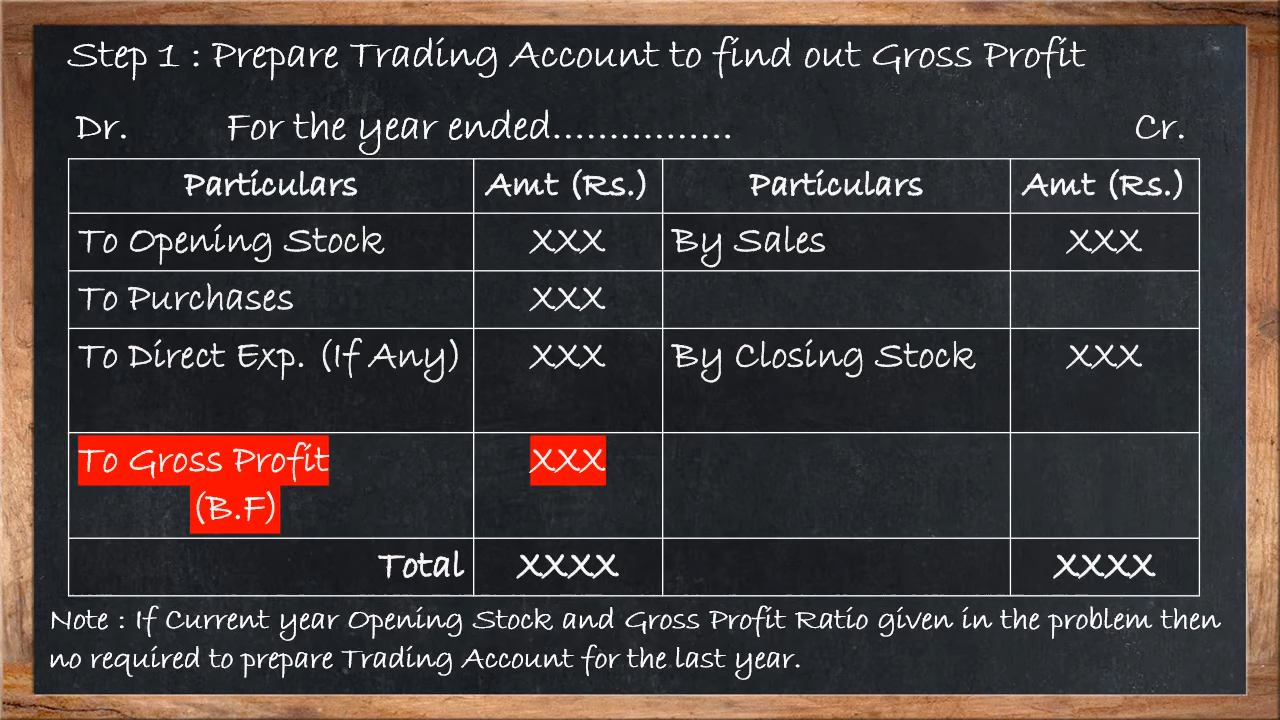 Step 1 : Prepare Trading Account to find out Gross Profit
Dr. For the year ended................ Cr.
Particulars Amt (Rs.) Particulars Amt (Rs.)
To Opening Stock XXX By Sales XXX
To Purchases XXX
To Direct Exp. (If Any) XXX By Closing Stock XXX
To Gross Profit XXX
(B.F)
Total XXXX XXXX
Note : If Current year Opening Stock and Gross Profit Ratio given in the problem then
no required to prepare Trading Account for the last year.